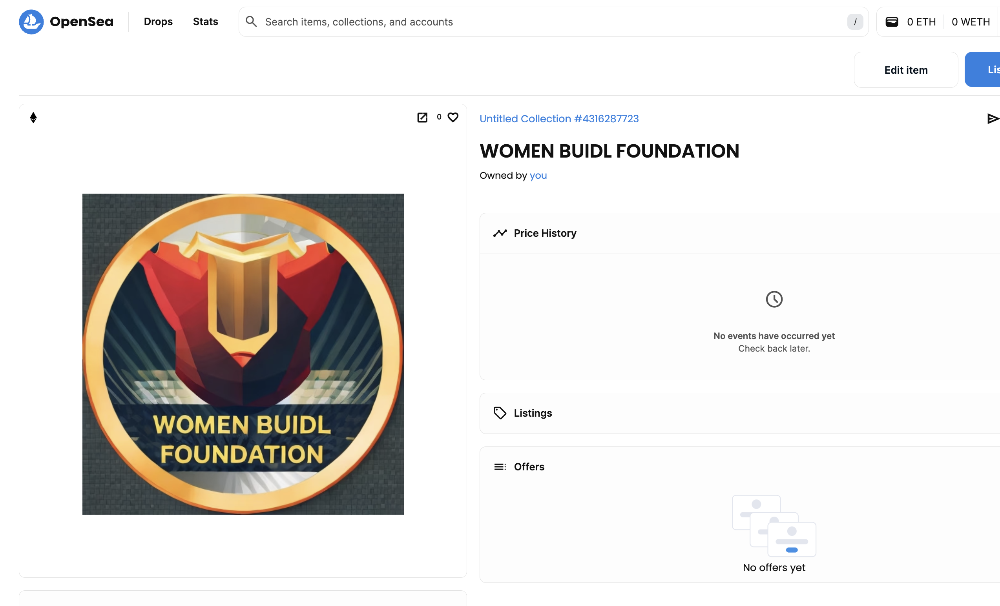 OpenSea
Drops
Stats
Search items, collections, and accounts
/
0 ETH
0 WETH
Edit item
0
Untitled Collection #4316287723
WOMEN BUIDL FOUNDATION
Owned by you
Price History
No events have occurred yet
Check back later.
WOMEN BUIDL
FOUNDATION
Listings
Offers
No offers yet